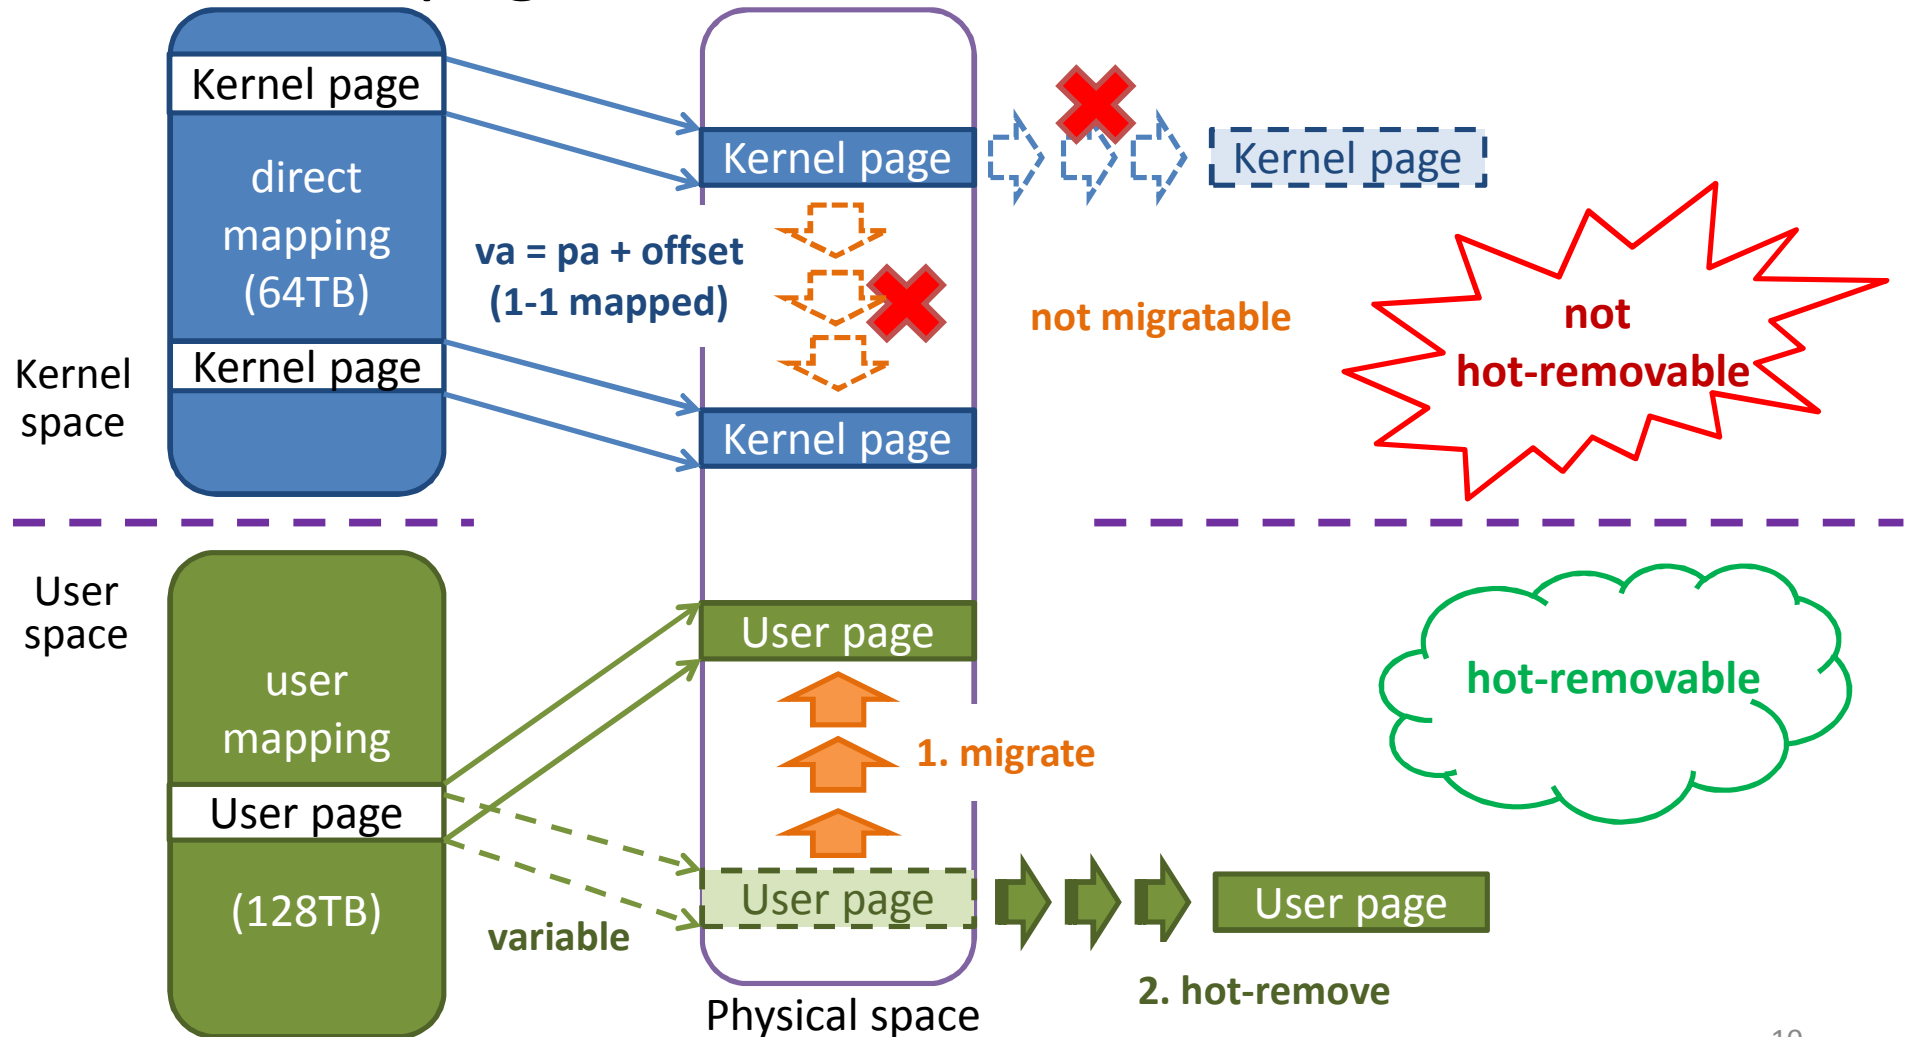 Kernel page
direct
mapping
(64TB)
Kernel page
Kernel
space
va = pa + offset
(1-1 mapped)
Kernel page
Kernel page
Kernel page
not migratable
not
hot-removable
User
space
user
mapping
User page
(128TB)
variable
User page
1. migrate
User page
User page
2. hot-remove
hot-removable
Physical space